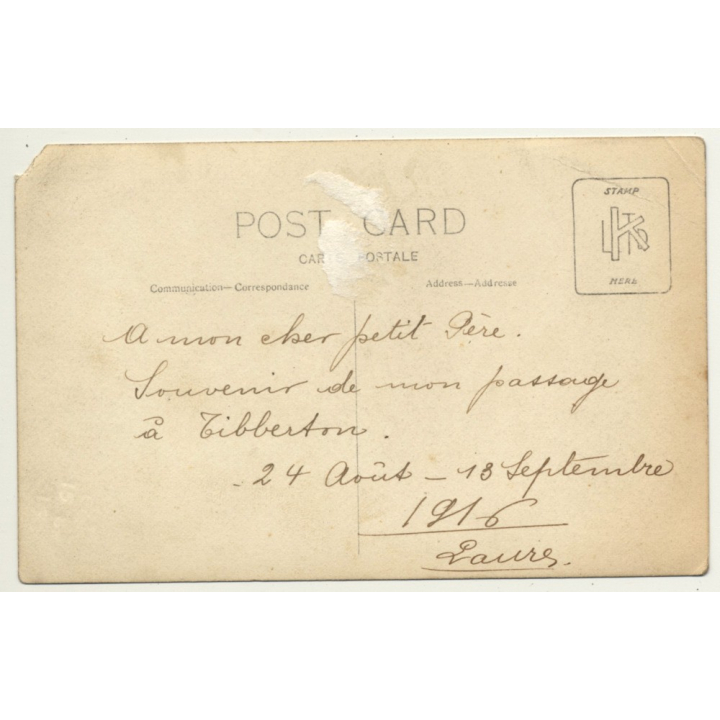 POST CARD
CARTE POSTALE
STAMP
HERE
Communication—Correspondance
Address—Addresse
A mon cher petit Père.
Souvenir de mon passage
à Tibberton.
- 24 Août - 13 Septembre
1916
Laure.